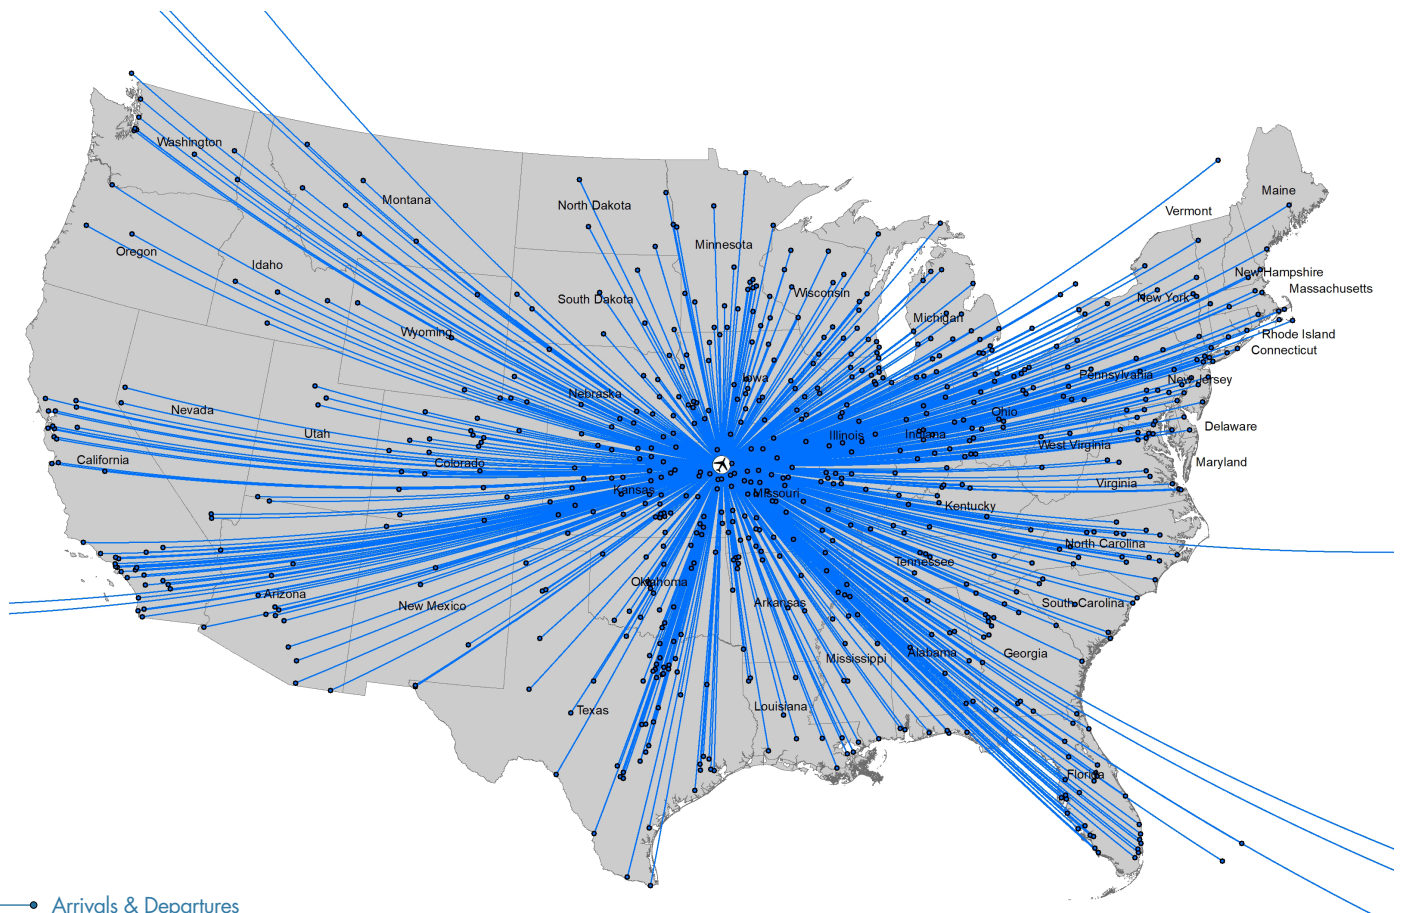 Washington
Maine
Montana
North Dakota
Vermont
Minnesota
Oregon
Idaho
New Hampshire
Massachusetts
South Dakota
Wisconsin
New York
Michigan
Wyoming
Rhode Island
Connecticut
Iowa
Pennsylvania
New Jersey
Nebraska
Nevada
Ohio
Utah
Illinois
Indiana
Delaware
West Virginia
California
Colorado
Maryland
Virginia
Kansas
Missouri
Kentucky
North Carolina
Tennessee
Oklahoma
Arizona
New Mexico
Arkansas
South Carolina
Mississippi
Alabama
Georgia
Texas
Louisiana
Florida
Arrivals & Departures